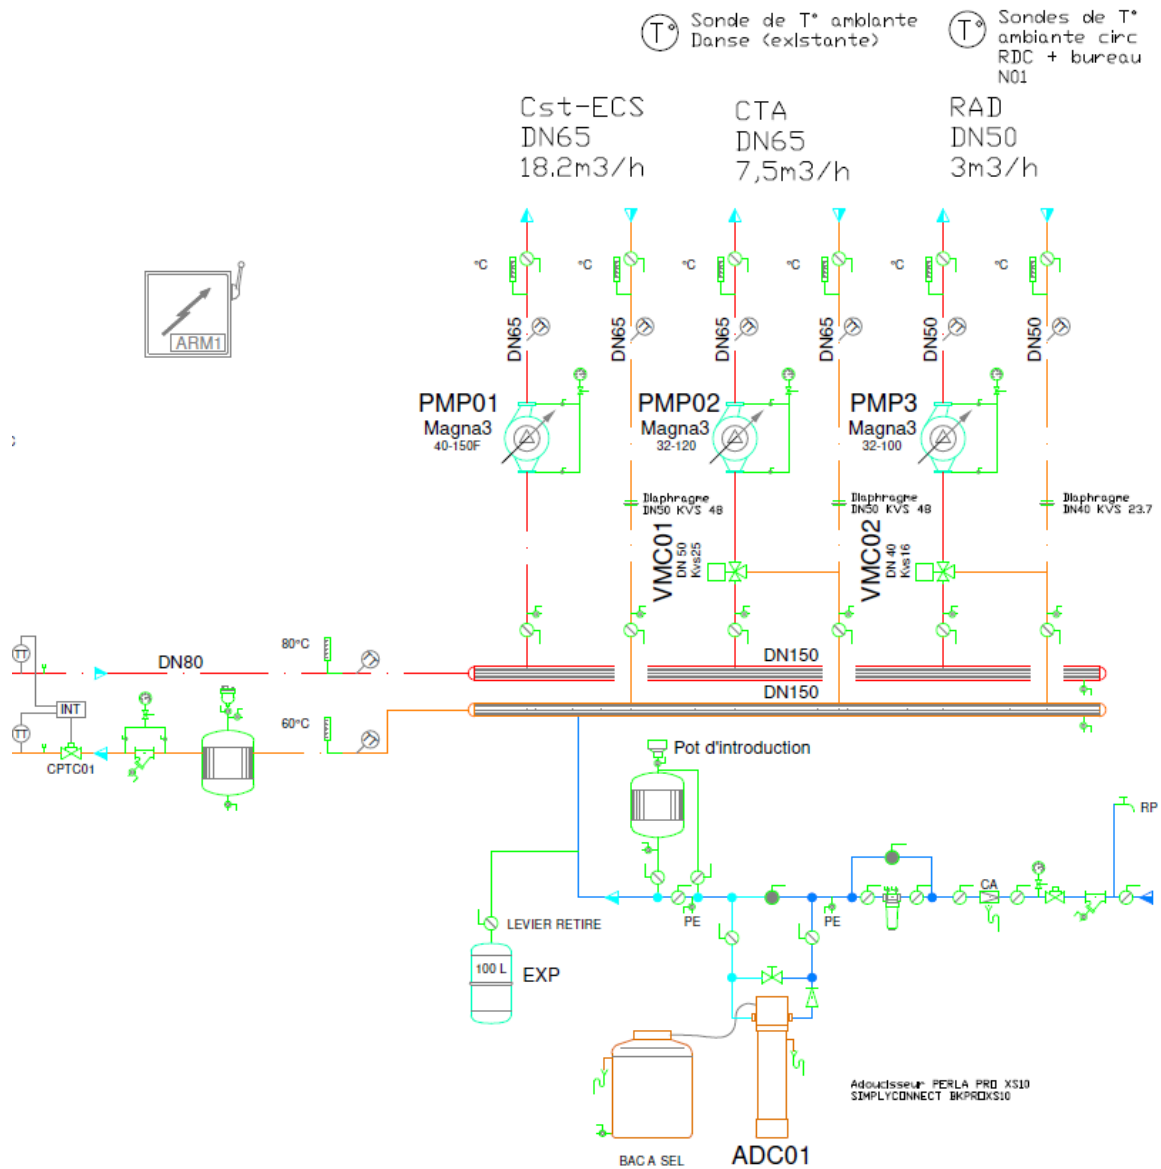 Sonde de T° ambiante
Danse (existante)
T°
Sondes de T°
ambiante circ
RDC + bureau
N01
T°
Cst-ECS
DN65
18.2m3/h
CTA
DN65
7,5m3/h
RAD
DN50
3m3/h
°C
°C
°C
°C
°C
°C
ARM1
DN65
DN65
DN65
DN65
DN50
DN50
PMP01
Magna3
40-150F
PMP02
Magna3
32-120
PMP3
Magna3
32-100
Diaphragme
DN50 KVS 48
Diaphragme
DN50 KVS 48
Diaphragme
DN40 KVS 23.7
VMC01
DN 50
Kvs25
VMC02
DN 40
Kvs16
80°C
TT
DN80
DN150
DN150
INT
60°C
TT
CPTC01
Pot d'introduction
RP
CA
LEVIER RETIRE
PE
PE
100 L
EXP
Adoucisseur PERLA PRO XS10
SIMPLYCONNECT BKPROXS10
BAC A SEL
ADC01